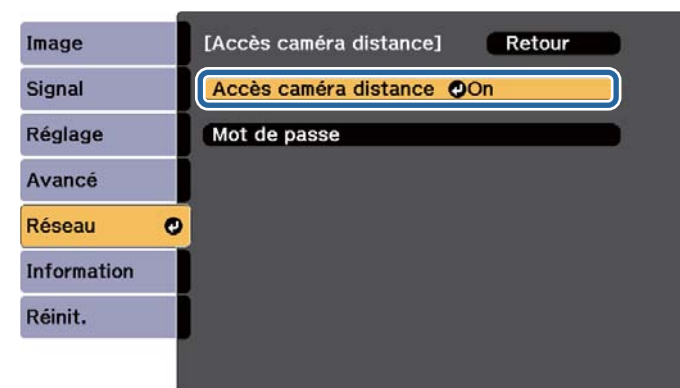 Image
Signal
Réglage
Avancé
Réseau
Information
Réinit.
[Accès caméra distance] Retour
Accès caméra distance On
Mot de passe